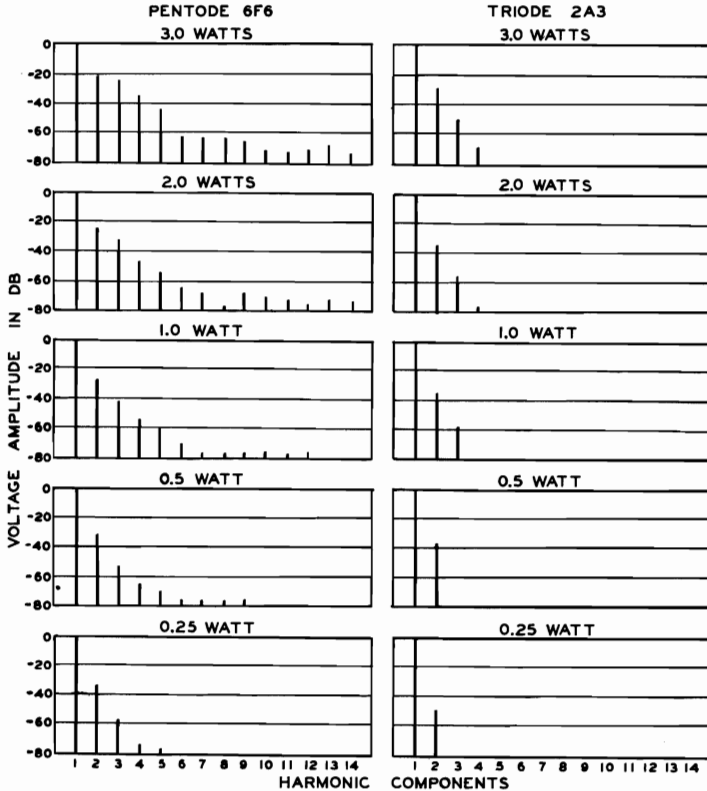 PENTODE 6F6
3.0 WATTS
0
-20
-40
-60
-80
2.0 WATTS
0
-20
-40
-60
-80
1.0 WATT
0
-20
-40
-60
-80
0.5 WATT
0
-20
-40
-60
-80
0.25 WATT
0
-20
-40
-60
-80
1 2 3 4 5 6 7 8 9 10 11 12 13 14
TRIODE 2A3
3.0 WATTS
2.0 WATTS
1.0 WATT
0.5 WATT
0.25 WATT
1 2 3 4 5 6 7 8 9 10 11 12 13 14
VOLTAGE AMPLITUDE IN DB
HARMONIC COMPONENTS